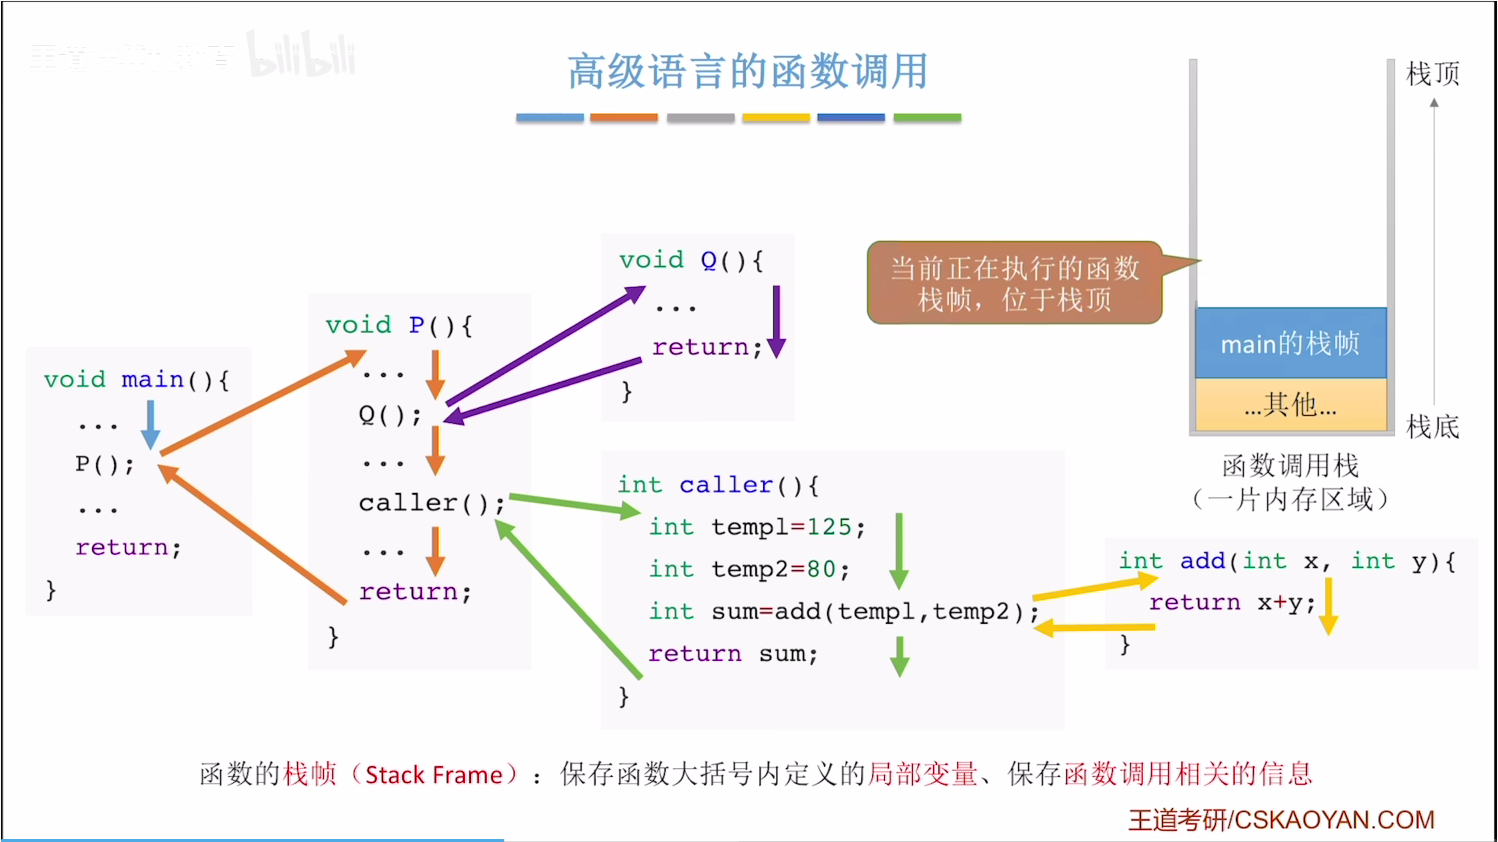 bilibili
高级语言的函数调用
栈顶
void Q(){
...
return;
}
当前正在执行的函数
栈帧，位于栈顶
void P(){
...
Q();
...
caller();
...
return;
}
void main(){
...
P();
...
return;
}
main的栈帧
...其他...
栈底
函数调用栈
（一片内存区域）
int caller(){
int temp1=125;
int temp2=80;
int sum=add(temp1,temp2);
return sum;
}
int add(int x, int y){
return x+y;
}
函数的栈帧（Stack Frame）：保存函数大括号内定义的局部变量、保存函数调用相关的信息
王道考研/CSKAOYAN.COM